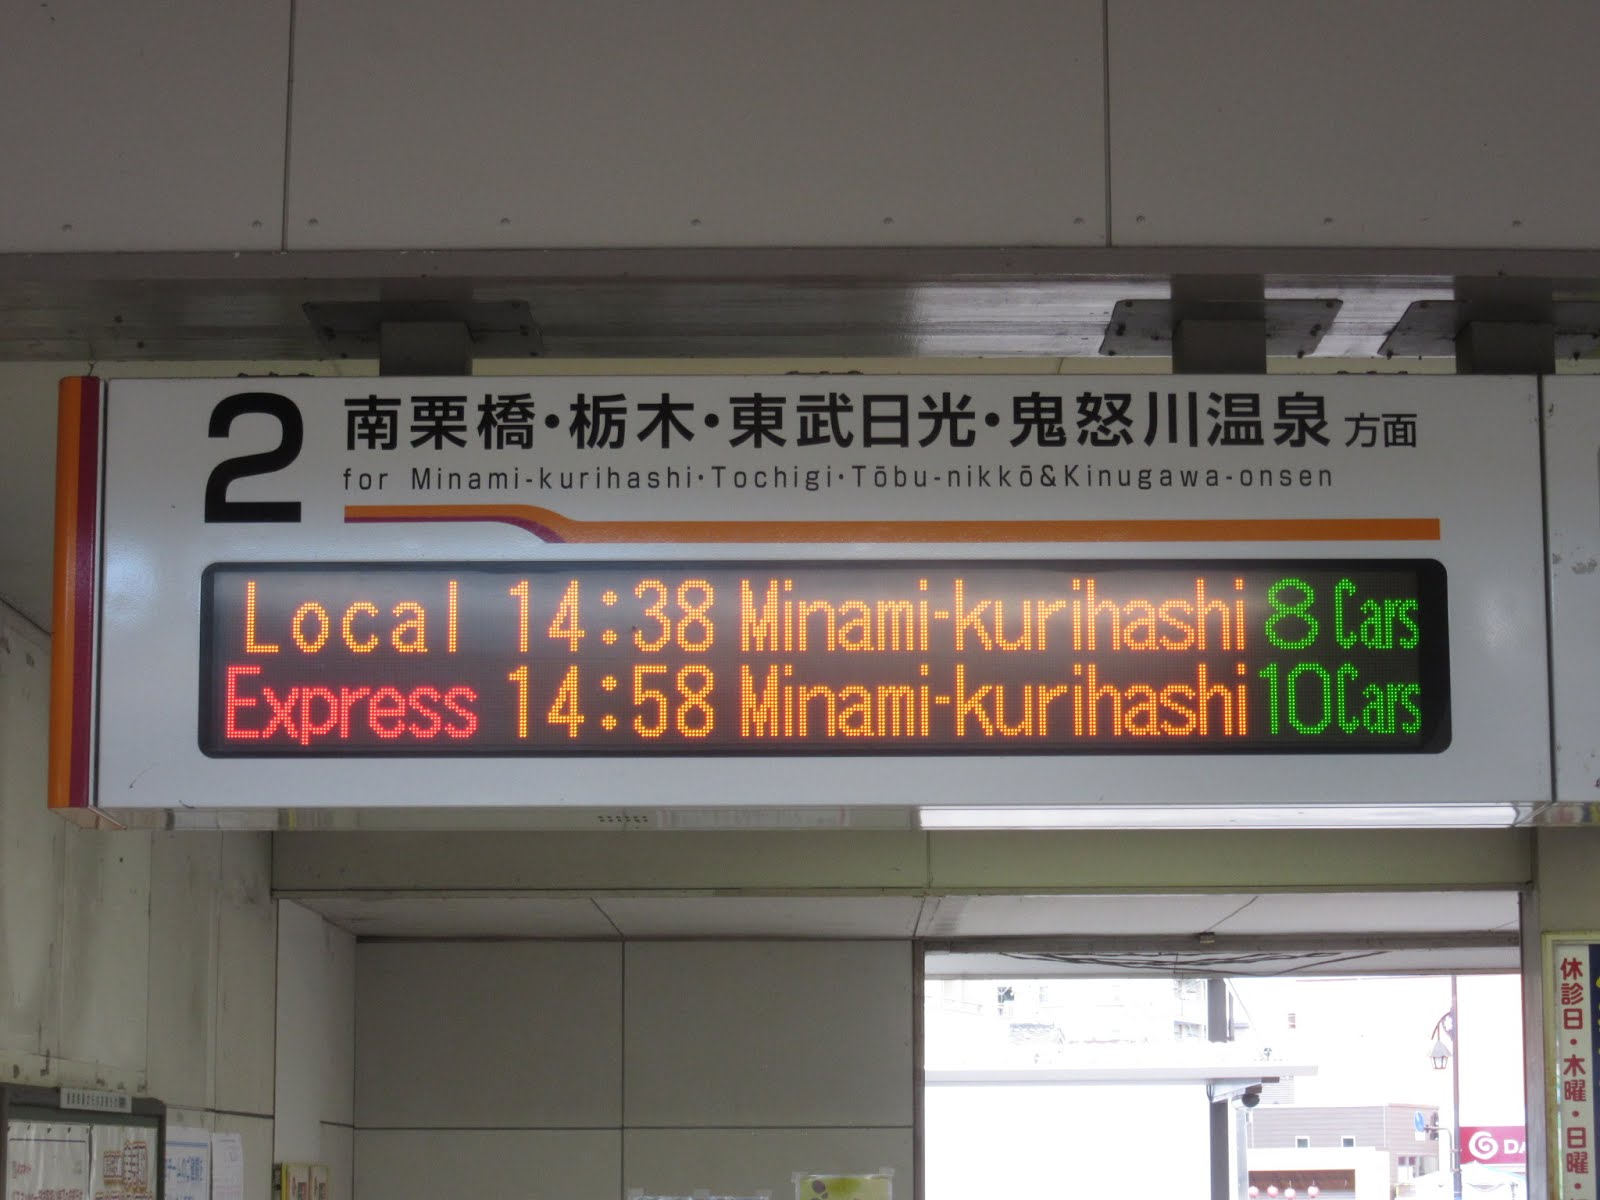 2
南栗橋・栃木・東武日光・鬼怒川温泉 方面
for Minami-kurihashi・Tochigi・Tōbu-nikkō&Kinugawa-onsen
Local 14:38 Minami-kurihashi 8 Cars
Express 14:58 Minami-kurihashi 10 Cars
休診日・木曜・日曜・